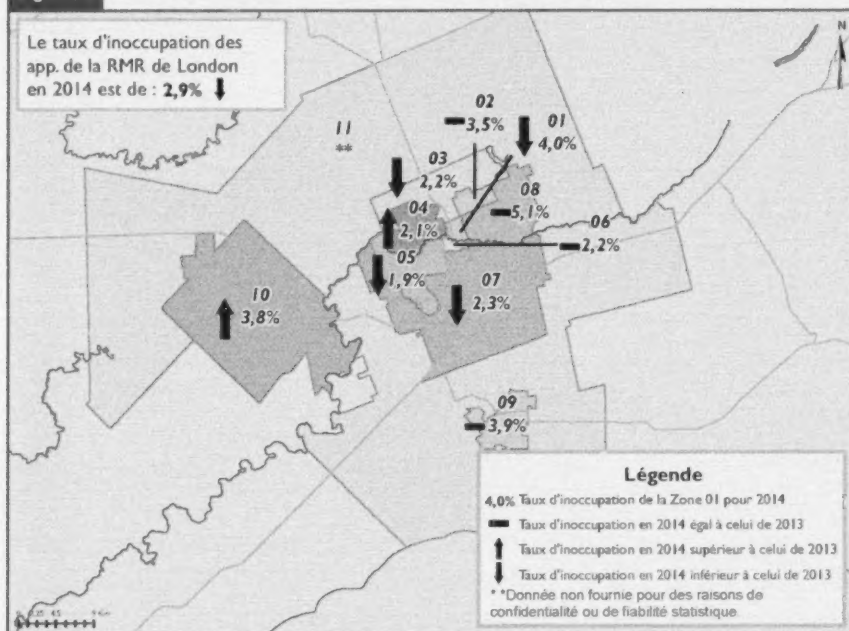 Le taux d'inoccupation des
app. de la RMR de London
en 2014 est de : 2,9%
N
02
3,5%
01
4,0%
11
**
03
2,2%
08
5,1%
06
2,2%
04
2,1%
05
1,9%
07
2,3%
10
3,8%
09
3,9%
Légende
4,0% Taux d'inoccupation de la Zone 01 pour 2014
Taux d'inoccupation en 2014 égal à celui de 2013
Taux d'inoccupation en 2014 supérieur à celui de 2013
Taux d'inoccupation en 2014 inférieur à celui de 2013
**Donnée non fournie pour des raisons de
confidentialité ou de fiabilité statistique.